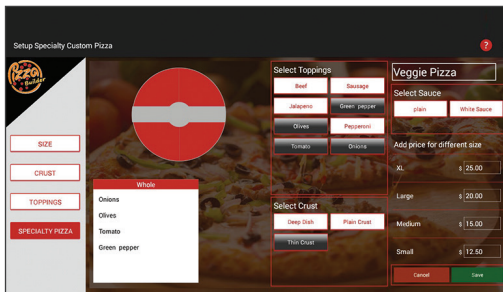 Setup Specialty Custom Pizza
?
Pizza
Builder
SIZE
CRUST
TOPPINGS
SPECIALTY PIZZA
Whole
Onions
Olives
Tomato
Green pepper
Select Toppings
Beef
Sausage
Jalapeno
Green pepper
Olives
Pepperoni
Tomato
Onions
Select Crust
Deep Dish
Plain Crust
Thin Crust
Veggie Pizza
Select Sauce
plain
White Sauce
Add price for different size
XL $ 25.00
Large $ 20.00
Medium $ 15.00
Small $ 12.50
Cancel
Save